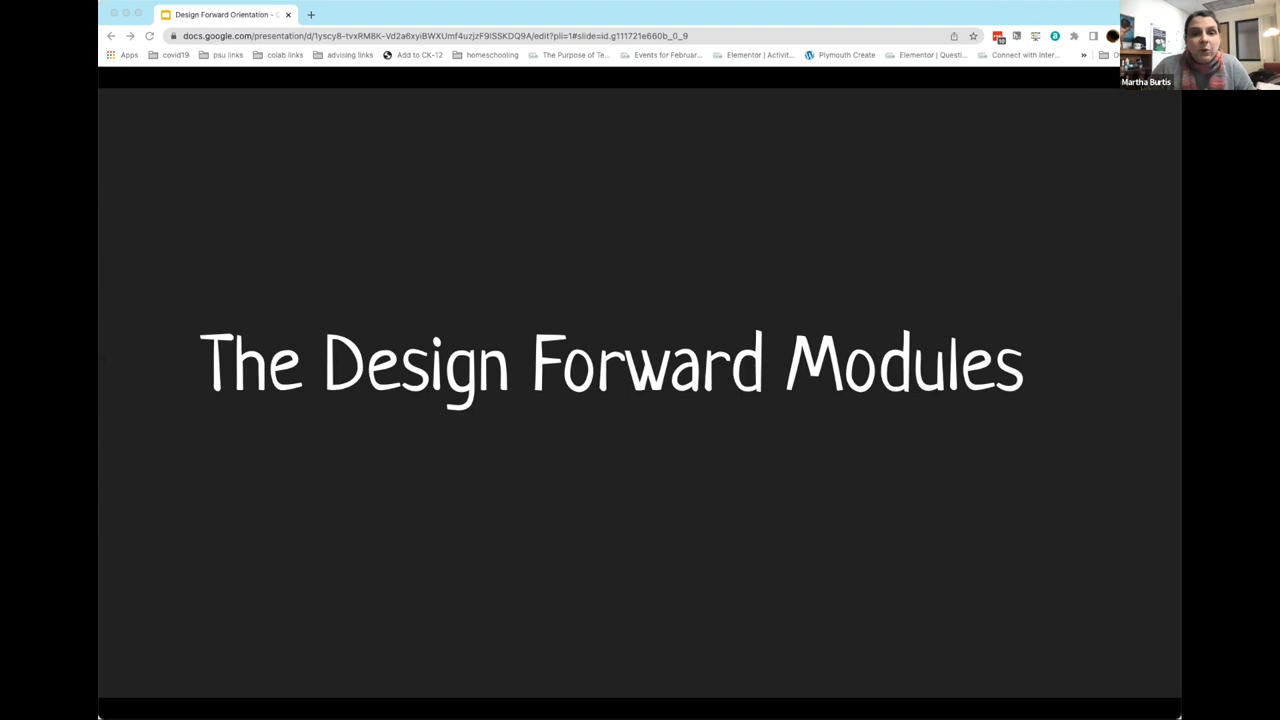 Design Forward Orientation - C
docs.google.com/presentation/d/1yscy8-tvxRM8K-Vd2a6xyiBWXUmf4uzjzF9ISSKDQ9A/edit?pli=1#slide=id.g111721e660b_0_9
Apps covid19 psu links colab links advising links Add to CK-12 homeschooling The Purpose of Te... Events for Februar... Elementor | Activit... Plymouth Create Elementor | Questi... Connect with Inter... »
Martha Burtis
The Design Forward Modules